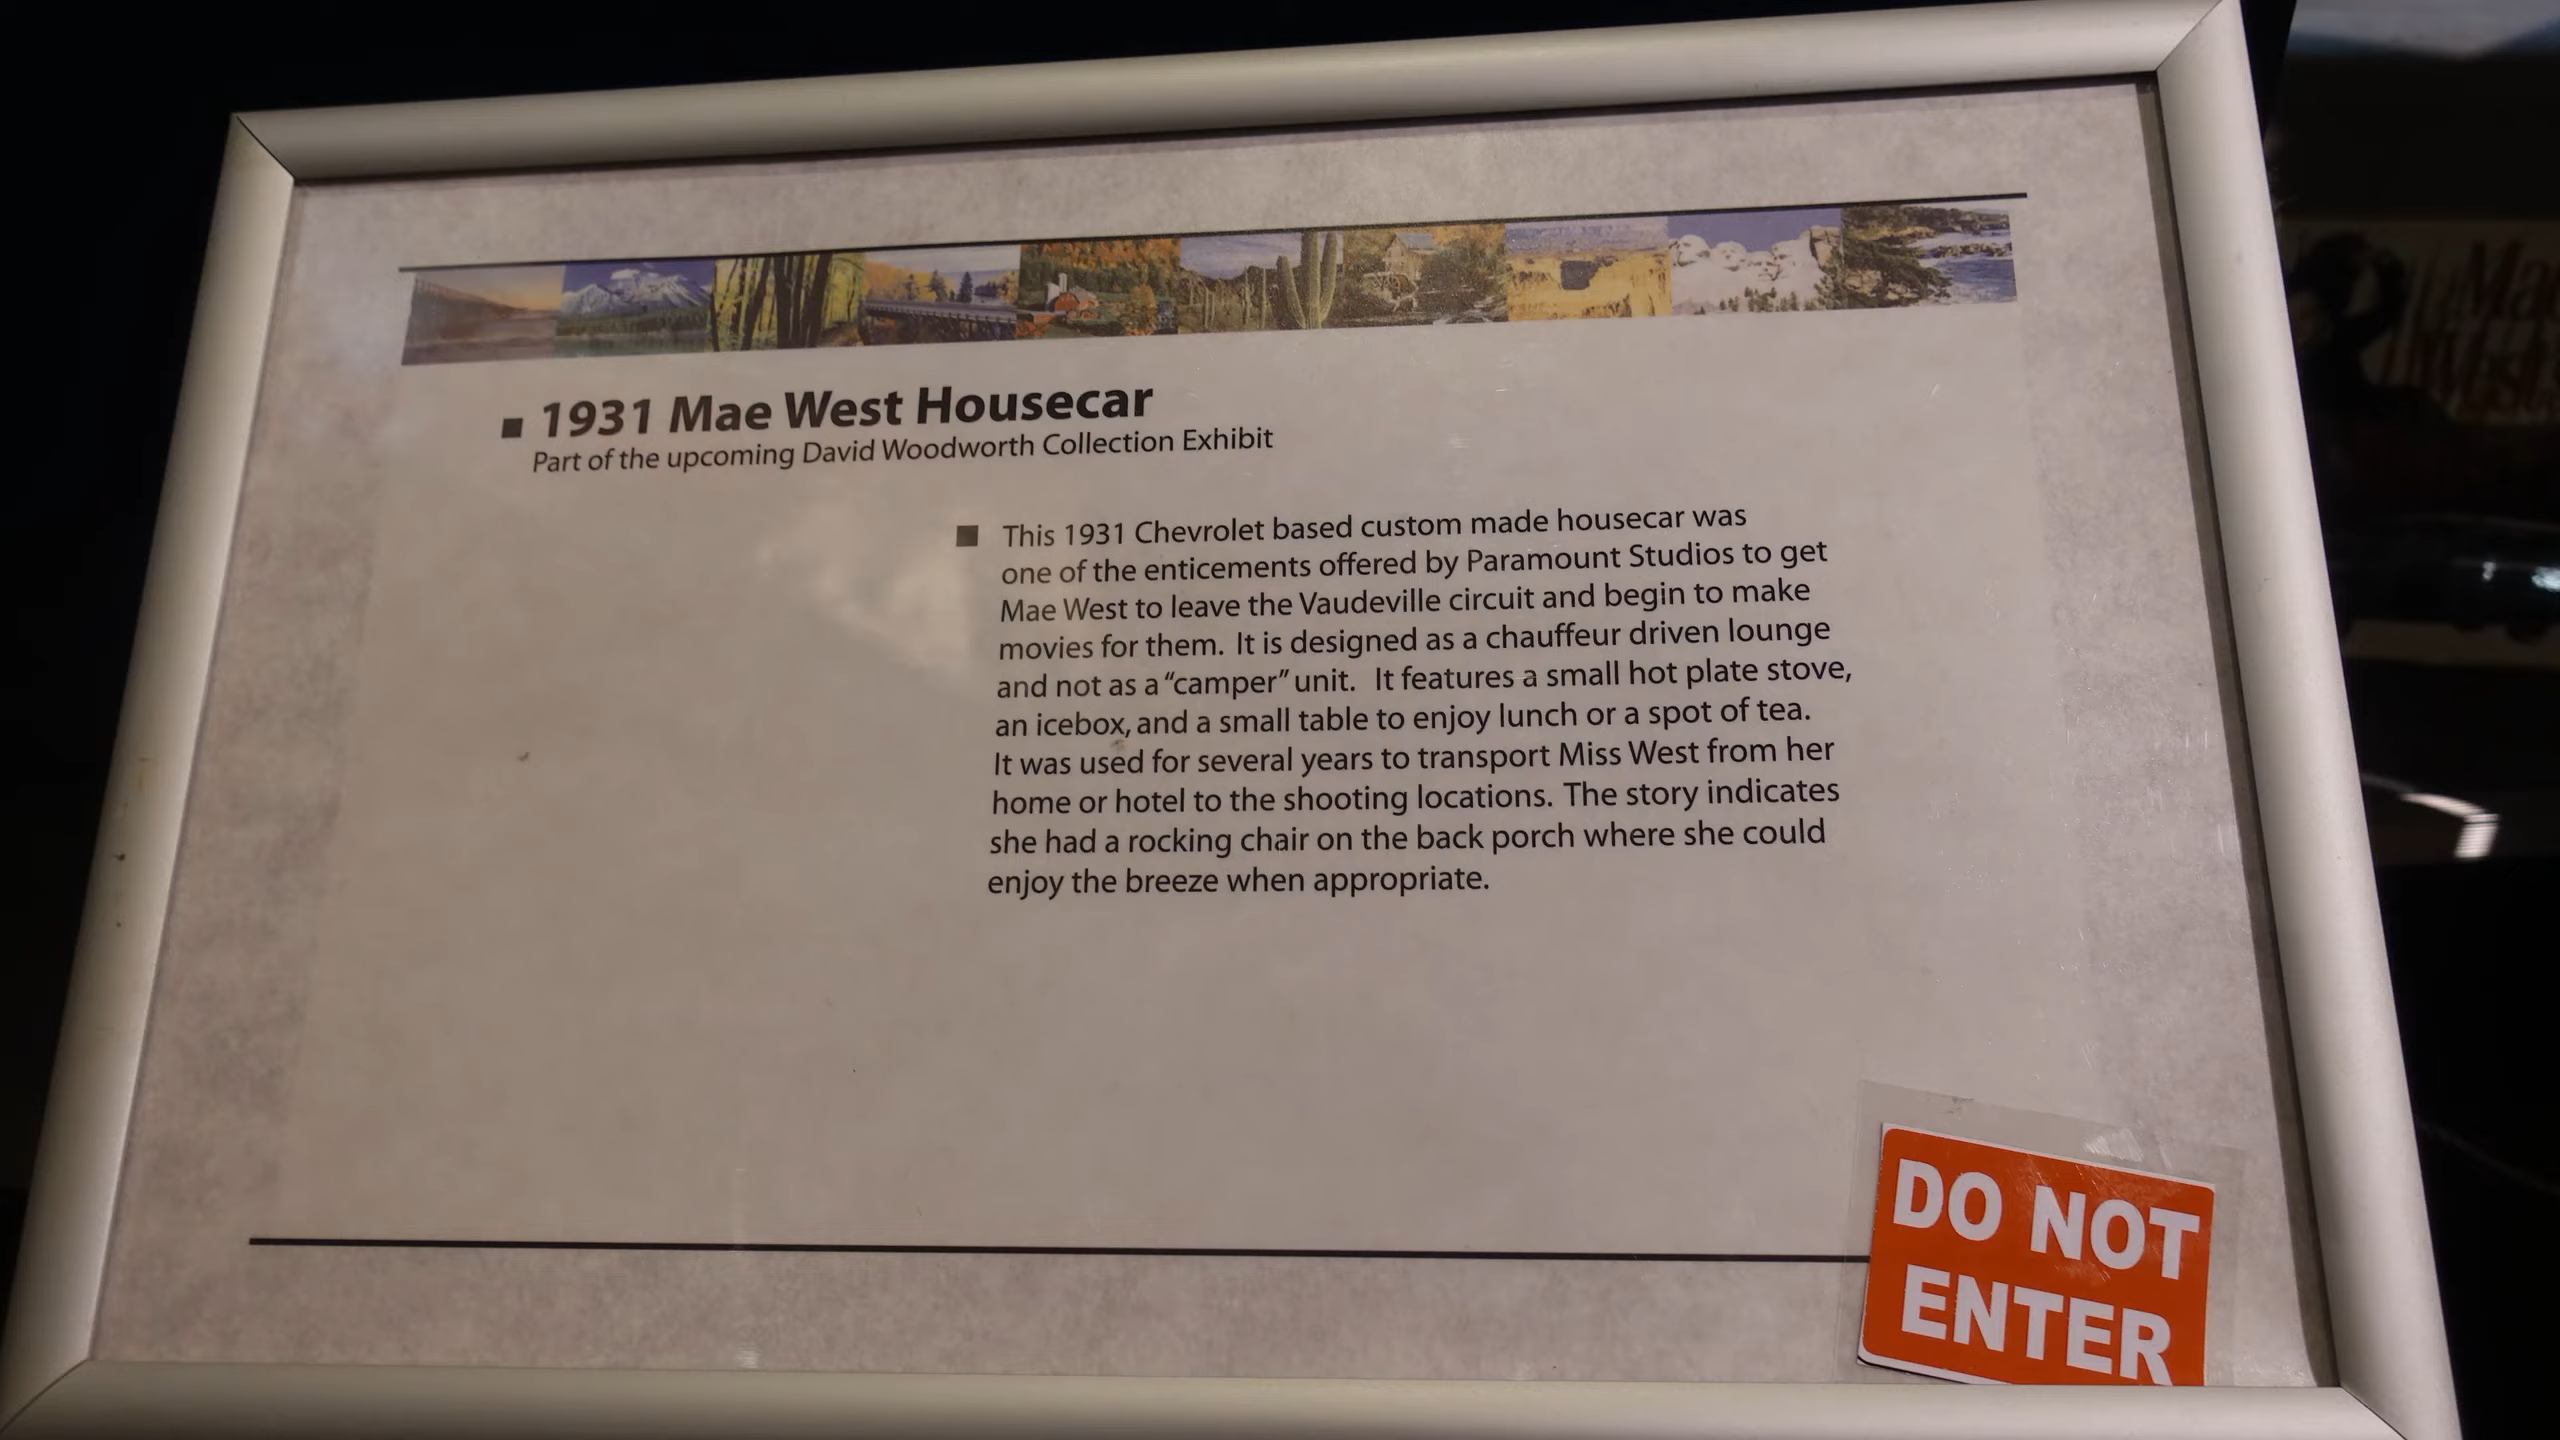 1931 Mae West Housecar
Part of the upcoming David Woodworth Collection Exhibit
This 1931 Chevrolet based custom made housecar was
one of the enticements offered by Paramount Studios to get
Mae West to leave the Vaudeville circuit and begin to make
movies for them. It is designed as a chauffeur driven lounge
and not as a “camper” unit. It features a small hot plate stove,
an icebox, and a small table to enjoy lunch or a spot of tea.
It was used for several years to transport Miss West from her
home or hotel to the shooting locations. The story indicates
she had a rocking chair on the back porch where she could
enjoy the breeze when appropriate.
DO NOT
ENTER